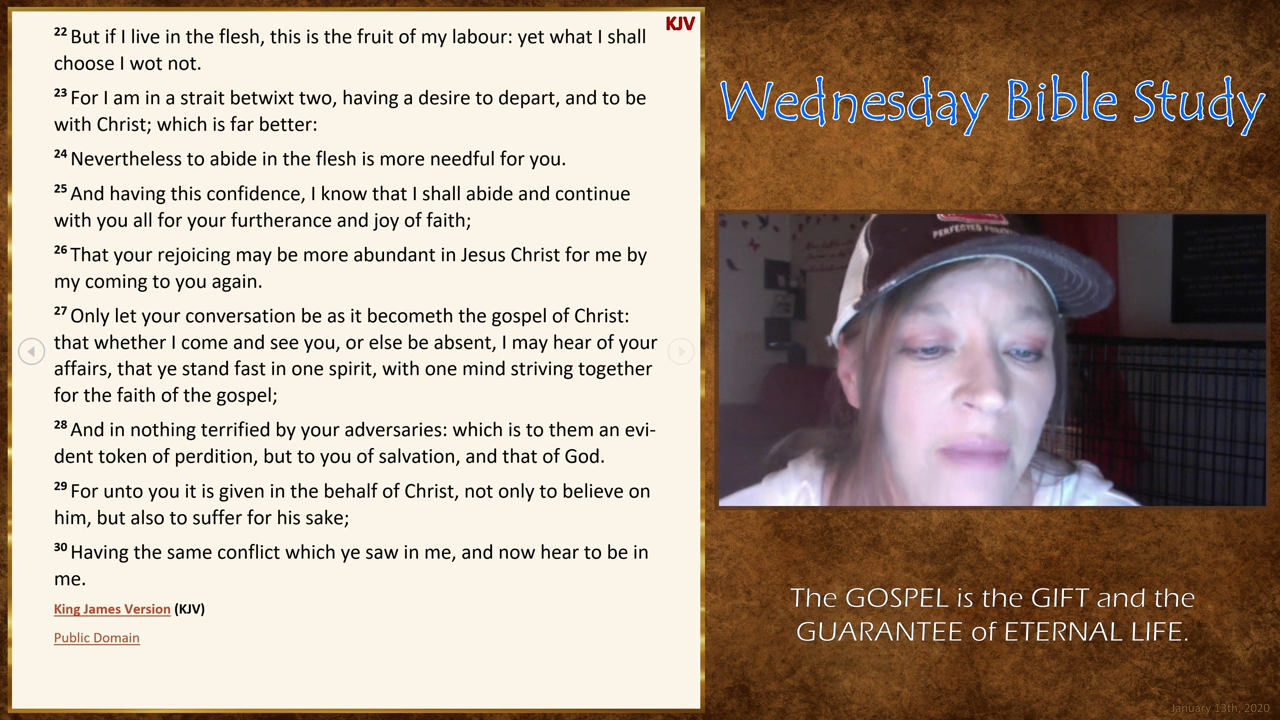 KJV
22 But if I live in the flesh, this is the fruit of my labour: yet what I shall
choose I wot not.
23 For I am in a strait betwixt two, having a desire to depart, and to be
with Christ; which is far better:
24 Nevertheless to abide in the flesh is more needful for you.
25 And having this confidence, I know that I shall abide and continue
with you all for your furtherance and joy of faith;
26 That your rejoicing may be more abundant in Jesus Christ for me by
my coming to you again.
27 Only let your conversation be as it becometh the gospel of Christ:
that whether I come and see you, or else be absent, I may hear of your
affairs, that ye stand fast in one spirit, with one mind striving together
for the faith of the gospel;
28 And in nothing terrified by your adversaries: which is to them an evi-
dent token of perdition, but to you of salvation, and that of God.
29 For unto you it is given in the behalf of Christ, not only to believe on
him, but also to suffer for his sake;
30 Having the same conflict which ye saw in me, and now hear to be in
me.
King James Version (KJV)
Public Domain
Wednesday Bible Study
PERFECTED
The GOSPEL is the GIFT and the
GUARANTEE of ETERNAL LIFE.
January 13th, 2020